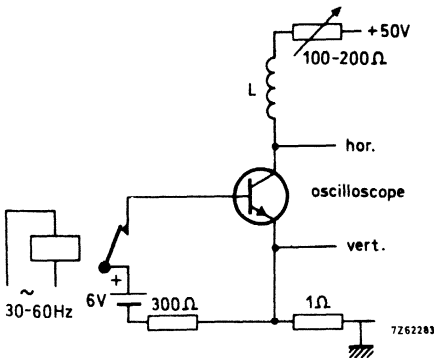 +50V
100-200Ω
L
hor.
oscilloscope
vert.
+
~
30-60Hz
6V
300Ω
1Ω
7Z62283